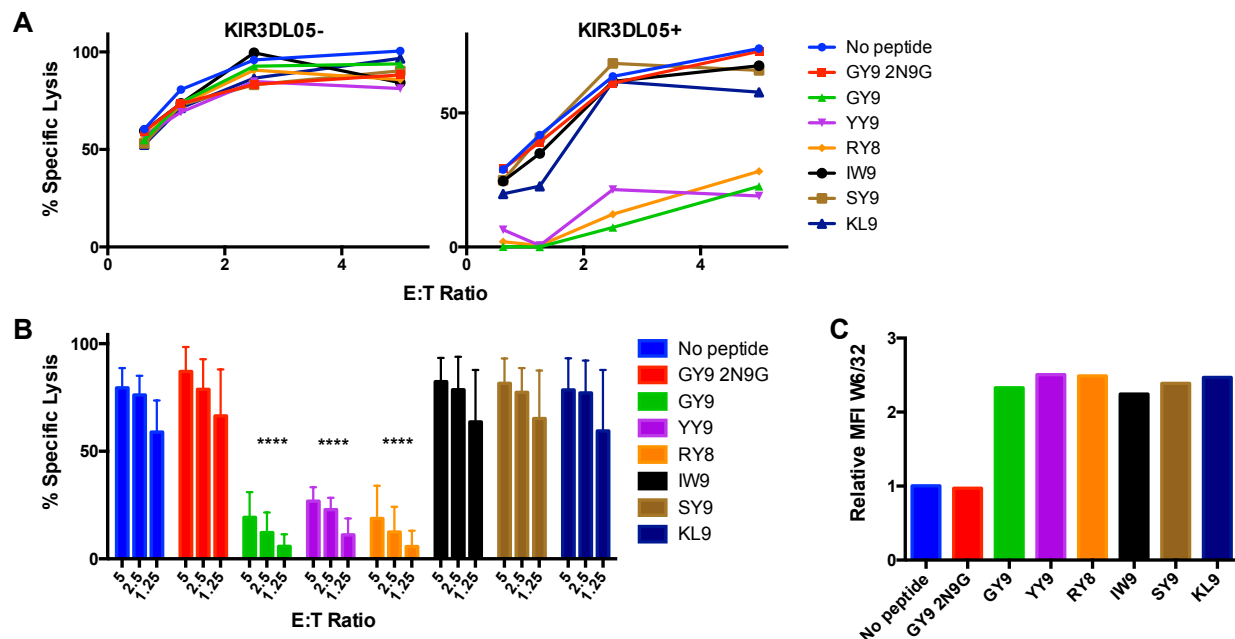 A
KIR3DL05-
KIR3DL05+
% Specific Lysis
100
50
0
0
2
4
50
0
0
2
4
E:T Ratio
No peptide
GY9 2N9G
GY9
YY9
RY8
IW9
SY9
KL9
B
% Specific Lysis
100
50
0
**** **** ****
5 2.5 1.25 5 2.5 1.25 5 2.5 1.25 5 2.5 1.25 5 2.5 1.25 5 2.5 1.25 5 2.5 1.25 5 2.5 1.25
E:T Ratio
No peptide
GY9 2N9G
GY9
YY9
RY8
IW9
SY9
KL9
C
Relative MFI W6/32
3
2
1
0
No peptide GY9 2N9G GY9 YY9 RY8 IW9 SY9 KL9